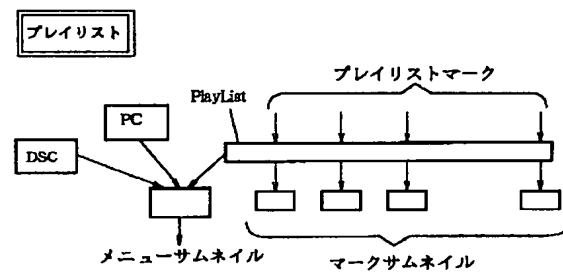 プレイリスト
プレイリストマーク
PlayList
PC
DSC
メニューサムネイル
マークサムネイル